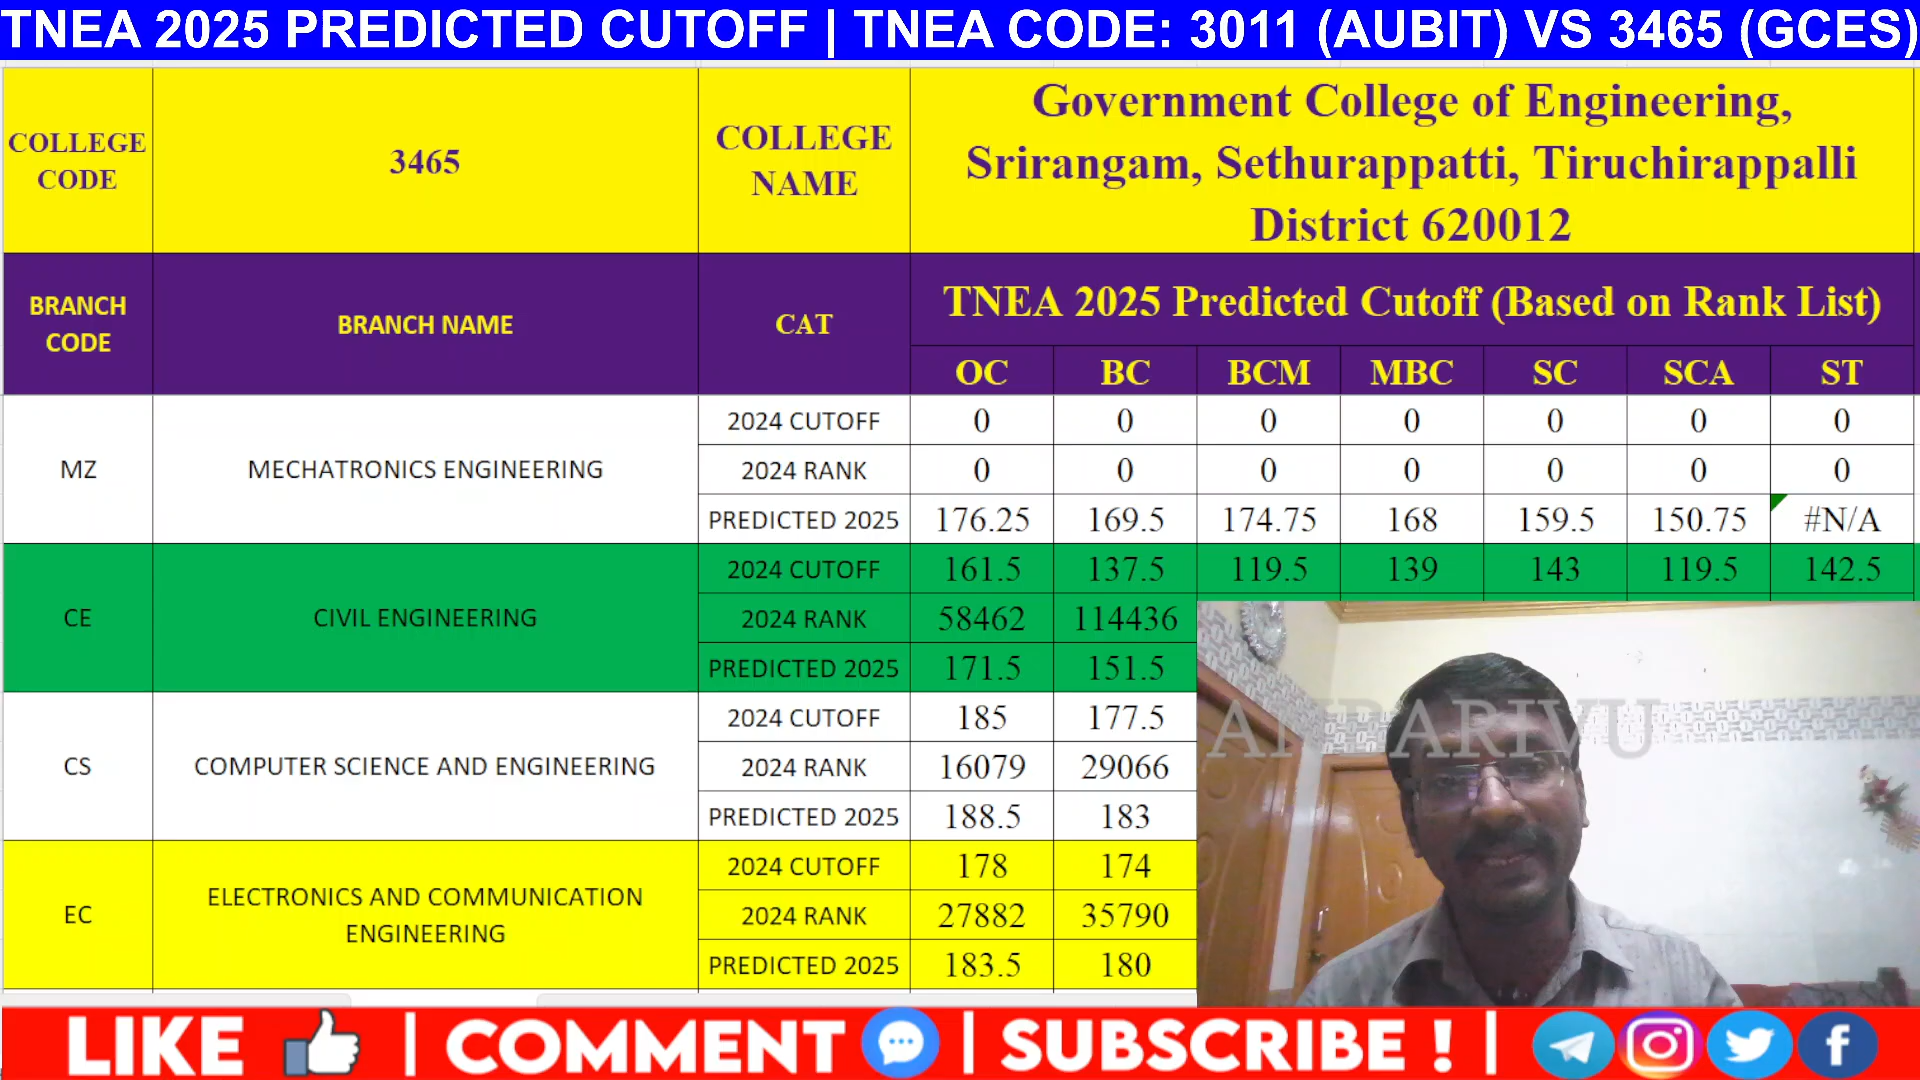 TNEA 2025 PREDICTED CUTOFF | TNEA CODE: 3011 (AUBIT) VS 3465 (GCES)
COLLEGE CODE 3465 COLLEGE NAME Government College of Engineering,
Srirangam, Sethurappatti, Tiruchirappalli
District 620012
BRANCH CODE BRANCH NAME CAT TNEA 2025 Predicted Cutoff (Based on Rank List)
OC BC BCM MBC SC SCA ST
MZ MECHATRONICS ENGINEERING
2024 CUTOFF 0 0 0 0 0 0 0
2024 RANK 0 0 0 0 0 0 0
PREDICTED 2025 176.25 169.5 174.75 168 159.5 150.75 #N/A
CE CIVIL ENGINEERING
2024 CUTOFF 161.5 137.5 119.5 139 143 119.5 142.5
2024 RANK 58462 114436
PREDICTED 2025 171.5 151.5
CS COMPUTER SCIENCE AND ENGINEERING
2024 CUTOFF 185 177.5
2024 RANK 16079 29066
PREDICTED 2025 188.5 183
EC ELECTRONICS AND COMMUNICATION
ENGINEERING
2024 CUTOFF 178 174
2024 RANK 27882 35790
PREDICTED 2025 183.5 180
ANBARIVU
LIKE | COMMENT | SUBSCRIBE ! |